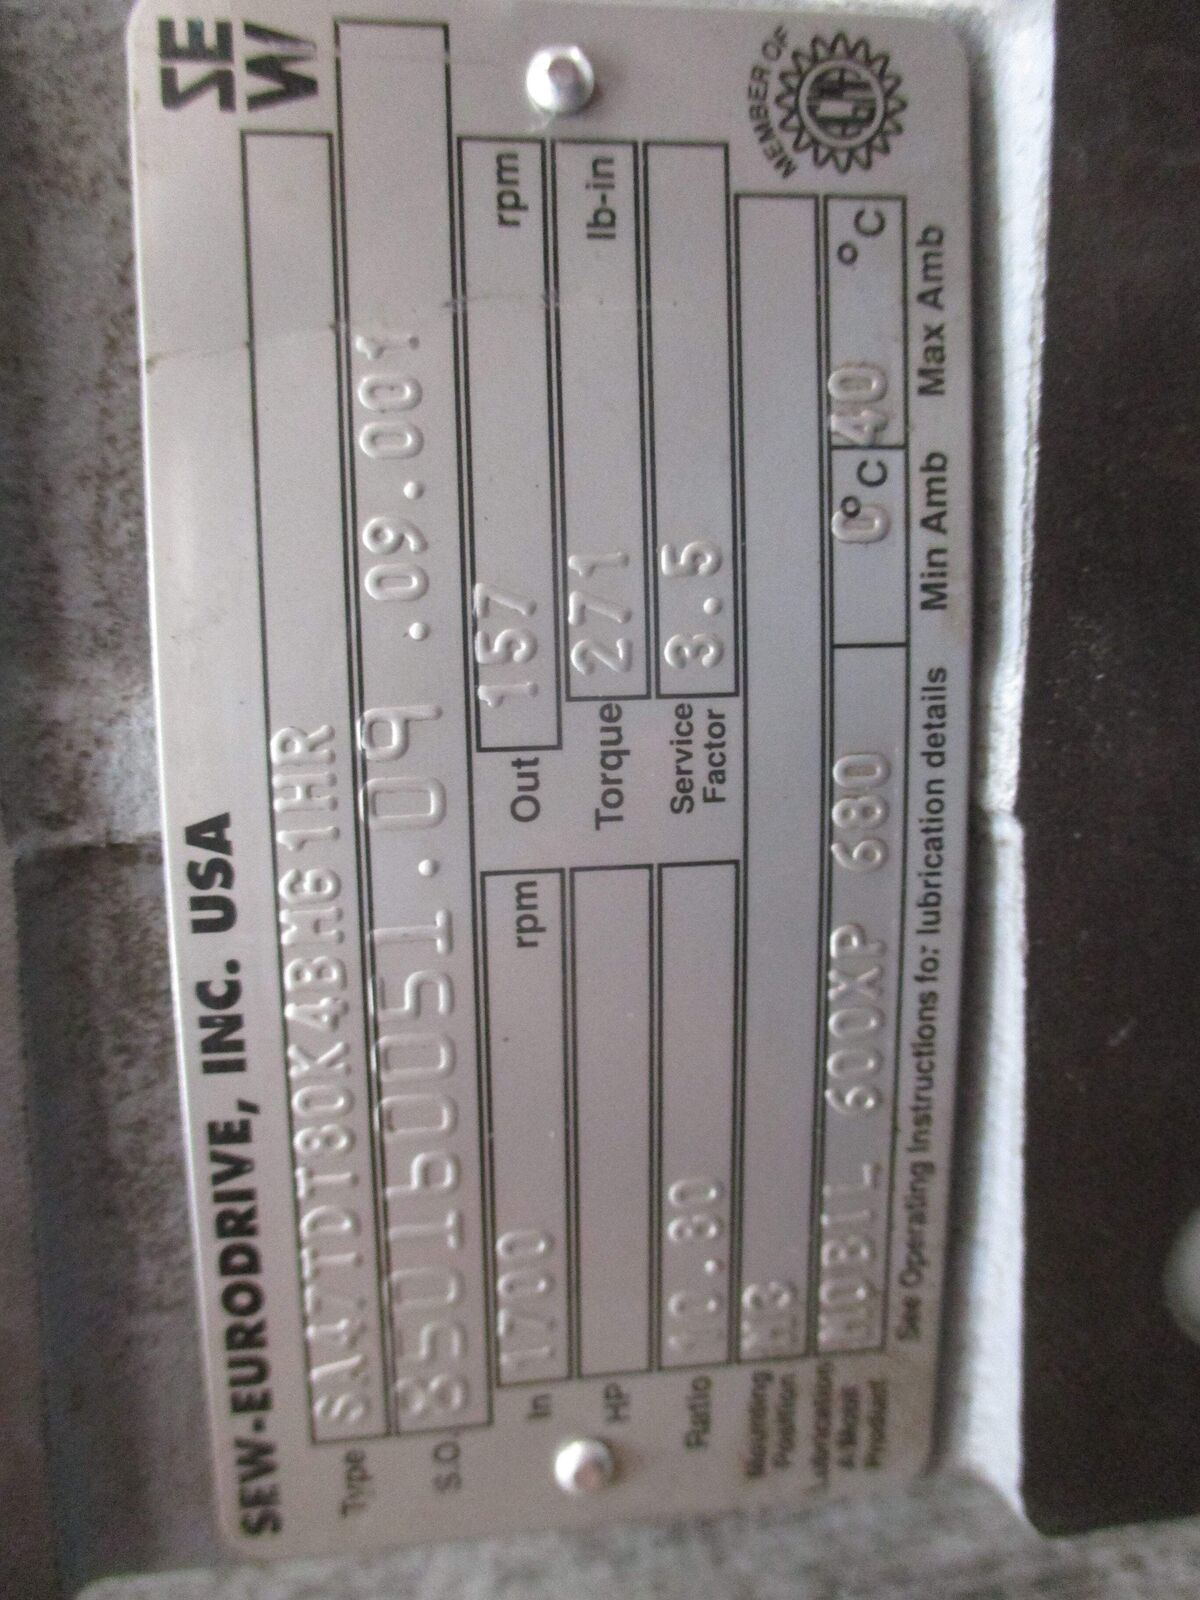 SEW-EURODRIVE, INC. USA
SEW
Type SA47TDT80K4BMG1HR
S.O. 8501160051.09 .09.001
In 1700 rpm Out 157 rpm
HP Torque 271 lb-in
Ratio 10.80 Service Factor 3.5
Mounting Position M3
Lubrication
A Mobil
Product MOBIL 600XP 680 0°C 40 °C
See Operating Instructions for lubrication details Min Amb Max Amb
MEMBER OF